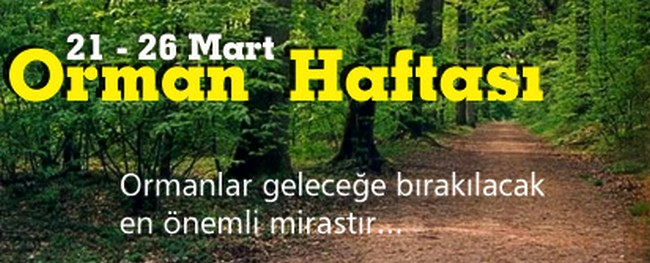 21 - 26 Mart
Orman Haftası
Ormanlar geleceğe bırakılacak
en önemli mirastır...